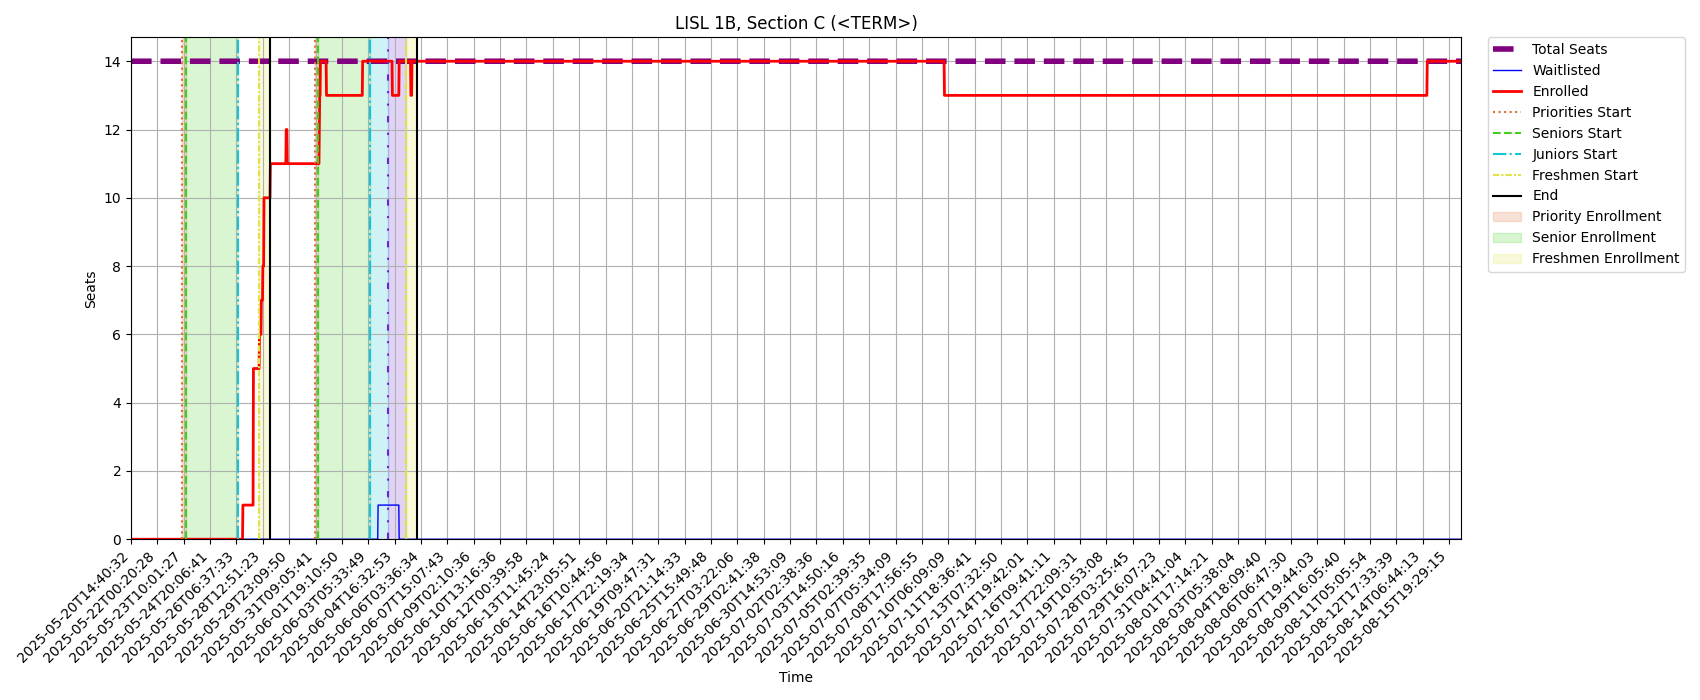 LISL 1B, Section C (<TERM>)
Total Seats
Waitlisted
Enrolled
Priorities Start
Seniors Start
Juniors Start
Freshmen Start
End
Priority Enrollment
Senior Enrollment
Freshmen Enrollment
Seats
14
12
10
8
6
4
2
0
2025-05-20T14:40:32
2025-05-22T00:20:28
2025-05-23T10:01:27
2025-05-24T20:06:41
2025-05-26T06:37:33
2025-05-28T12:51:23
2025-05-29T23:09:50
2025-05-31T09:05:41
2025-06-01T19:10:50
2025-06-03T05:33:49
2025-06-04T16:32:53
2025-06-06T03:36:34
2025-06-07T15:07:43
2025-06-09T02:10:36
2025-06-10T13:16:36
2025-06-12T00:39:58
2025-06-13T11:45:24
2025-06-14T23:05:51
2025-06-16T10:44:56
2025-06-17T22:19:34
2025-06-19T09:47:31
2025-06-20T21:14:33
2025-06-25T15:49:48
2025-06-27T03:22:06
2025-06-29T02:41:38
2025-06-30T14:53:09
2025-07-02T02:38:36
2025-07-03T14:50:16
2025-07-05T02:39:35
2025-07-07T05:34:09
2025-07-08T17:56:55
2025-07-10T06:09:09
2025-07-11T18:36:41
2025-07-13T07:32:50
2025-07-14T19:42:01
2025-07-16T09:41:11
2025-07-17T22:09:31
2025-07-19T10:53:08
2025-07-28T03:25:45
2025-07-29T16:07:23
2025-07-31T04:41:04
2025-08-01T17:14:21
2025-08-03T05:38:04
2025-08-04T18:09:40
2025-08-06T06:47:30
2025-08-07T19:44:03
2025-08-09T16:05:40
2025-08-11T05:05:54
2025-08-12T17:33:39
2025-08-14T06:44:13
2025-08-15T19:29:15
Time